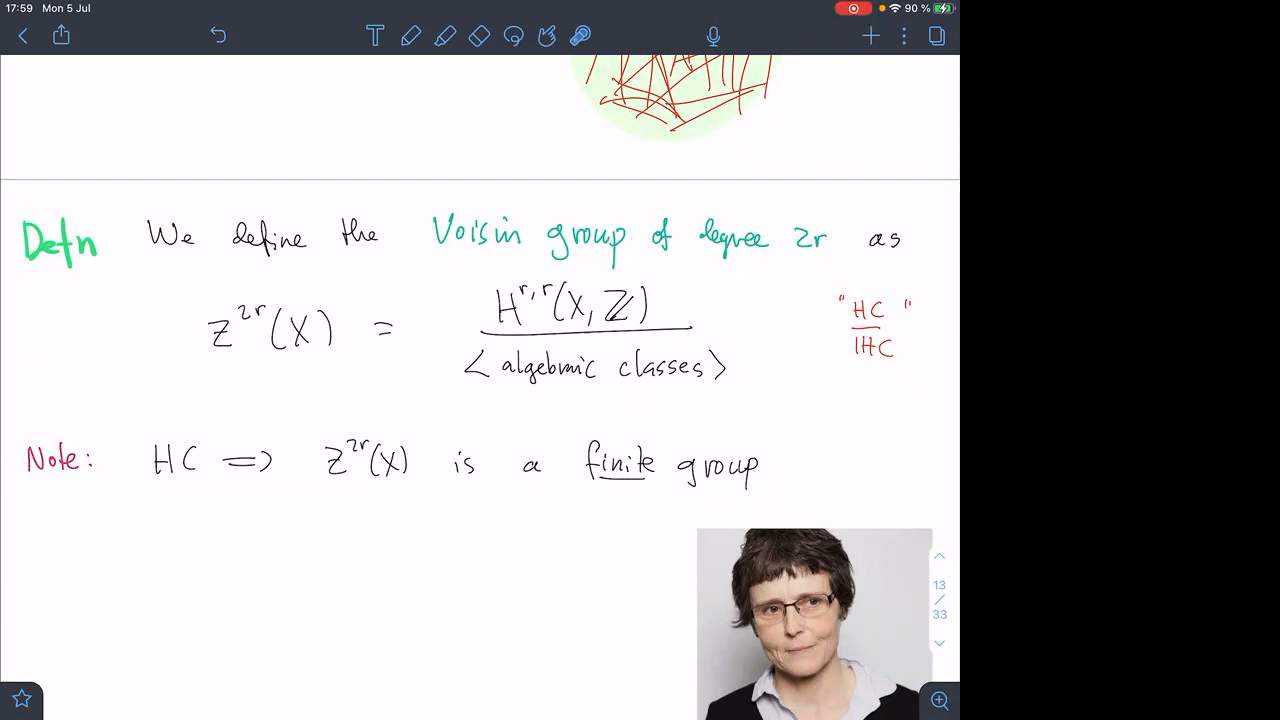 17:59 Mon 5 Jul
90 %
T
Defn We define the Voisin group of degree 2r as
Z^{2r}(X) = H^{r,r}(X, ℤ) / < algebraic classes >
"HC / IHC"
Note: HC ⟹ Z^{2r}(X) is a finite group
13
/
33